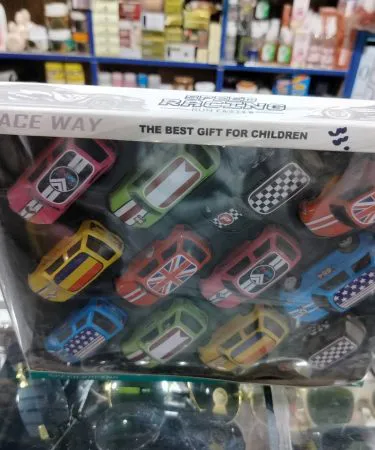 SPEED
RACING
ACE WAY
THE BEST GIFT FOR CHILDREN